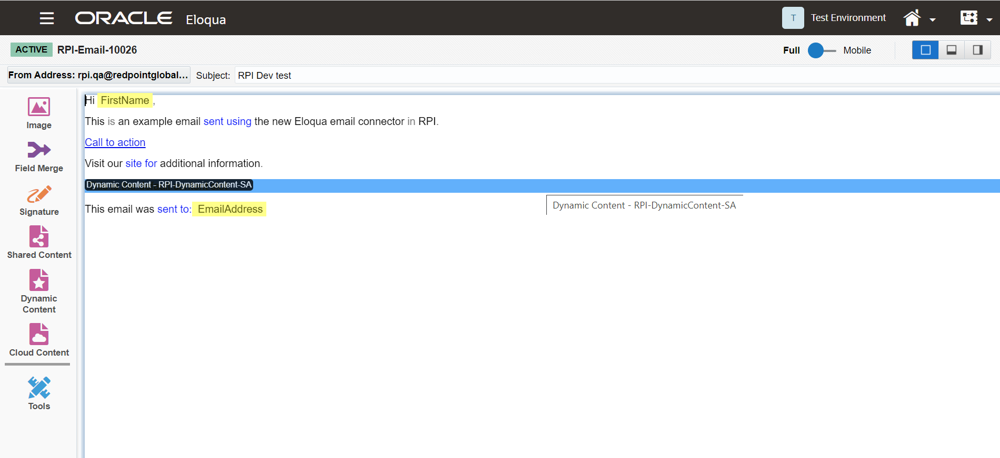 ORACLE Eloqua
T Test Environment
ACTIVE RPI-Email-10026
Full Mobile
From Address: rpi.qa@redpointglobal...
Subject: RPI Dev test
Image
Field Merge
Signature
Shared Content
Dynamic
Content
Cloud Content
Tools
Hi FirstName ,
This is an example email sent using the new Eloqua email connector in RPI.
Call to action
Visit our site for additional information.
Dynamic Content - RPI-DynamicContent-SA
This email was sent to: EmailAddress
Dynamic Content - RPI-DynamicContent-SA